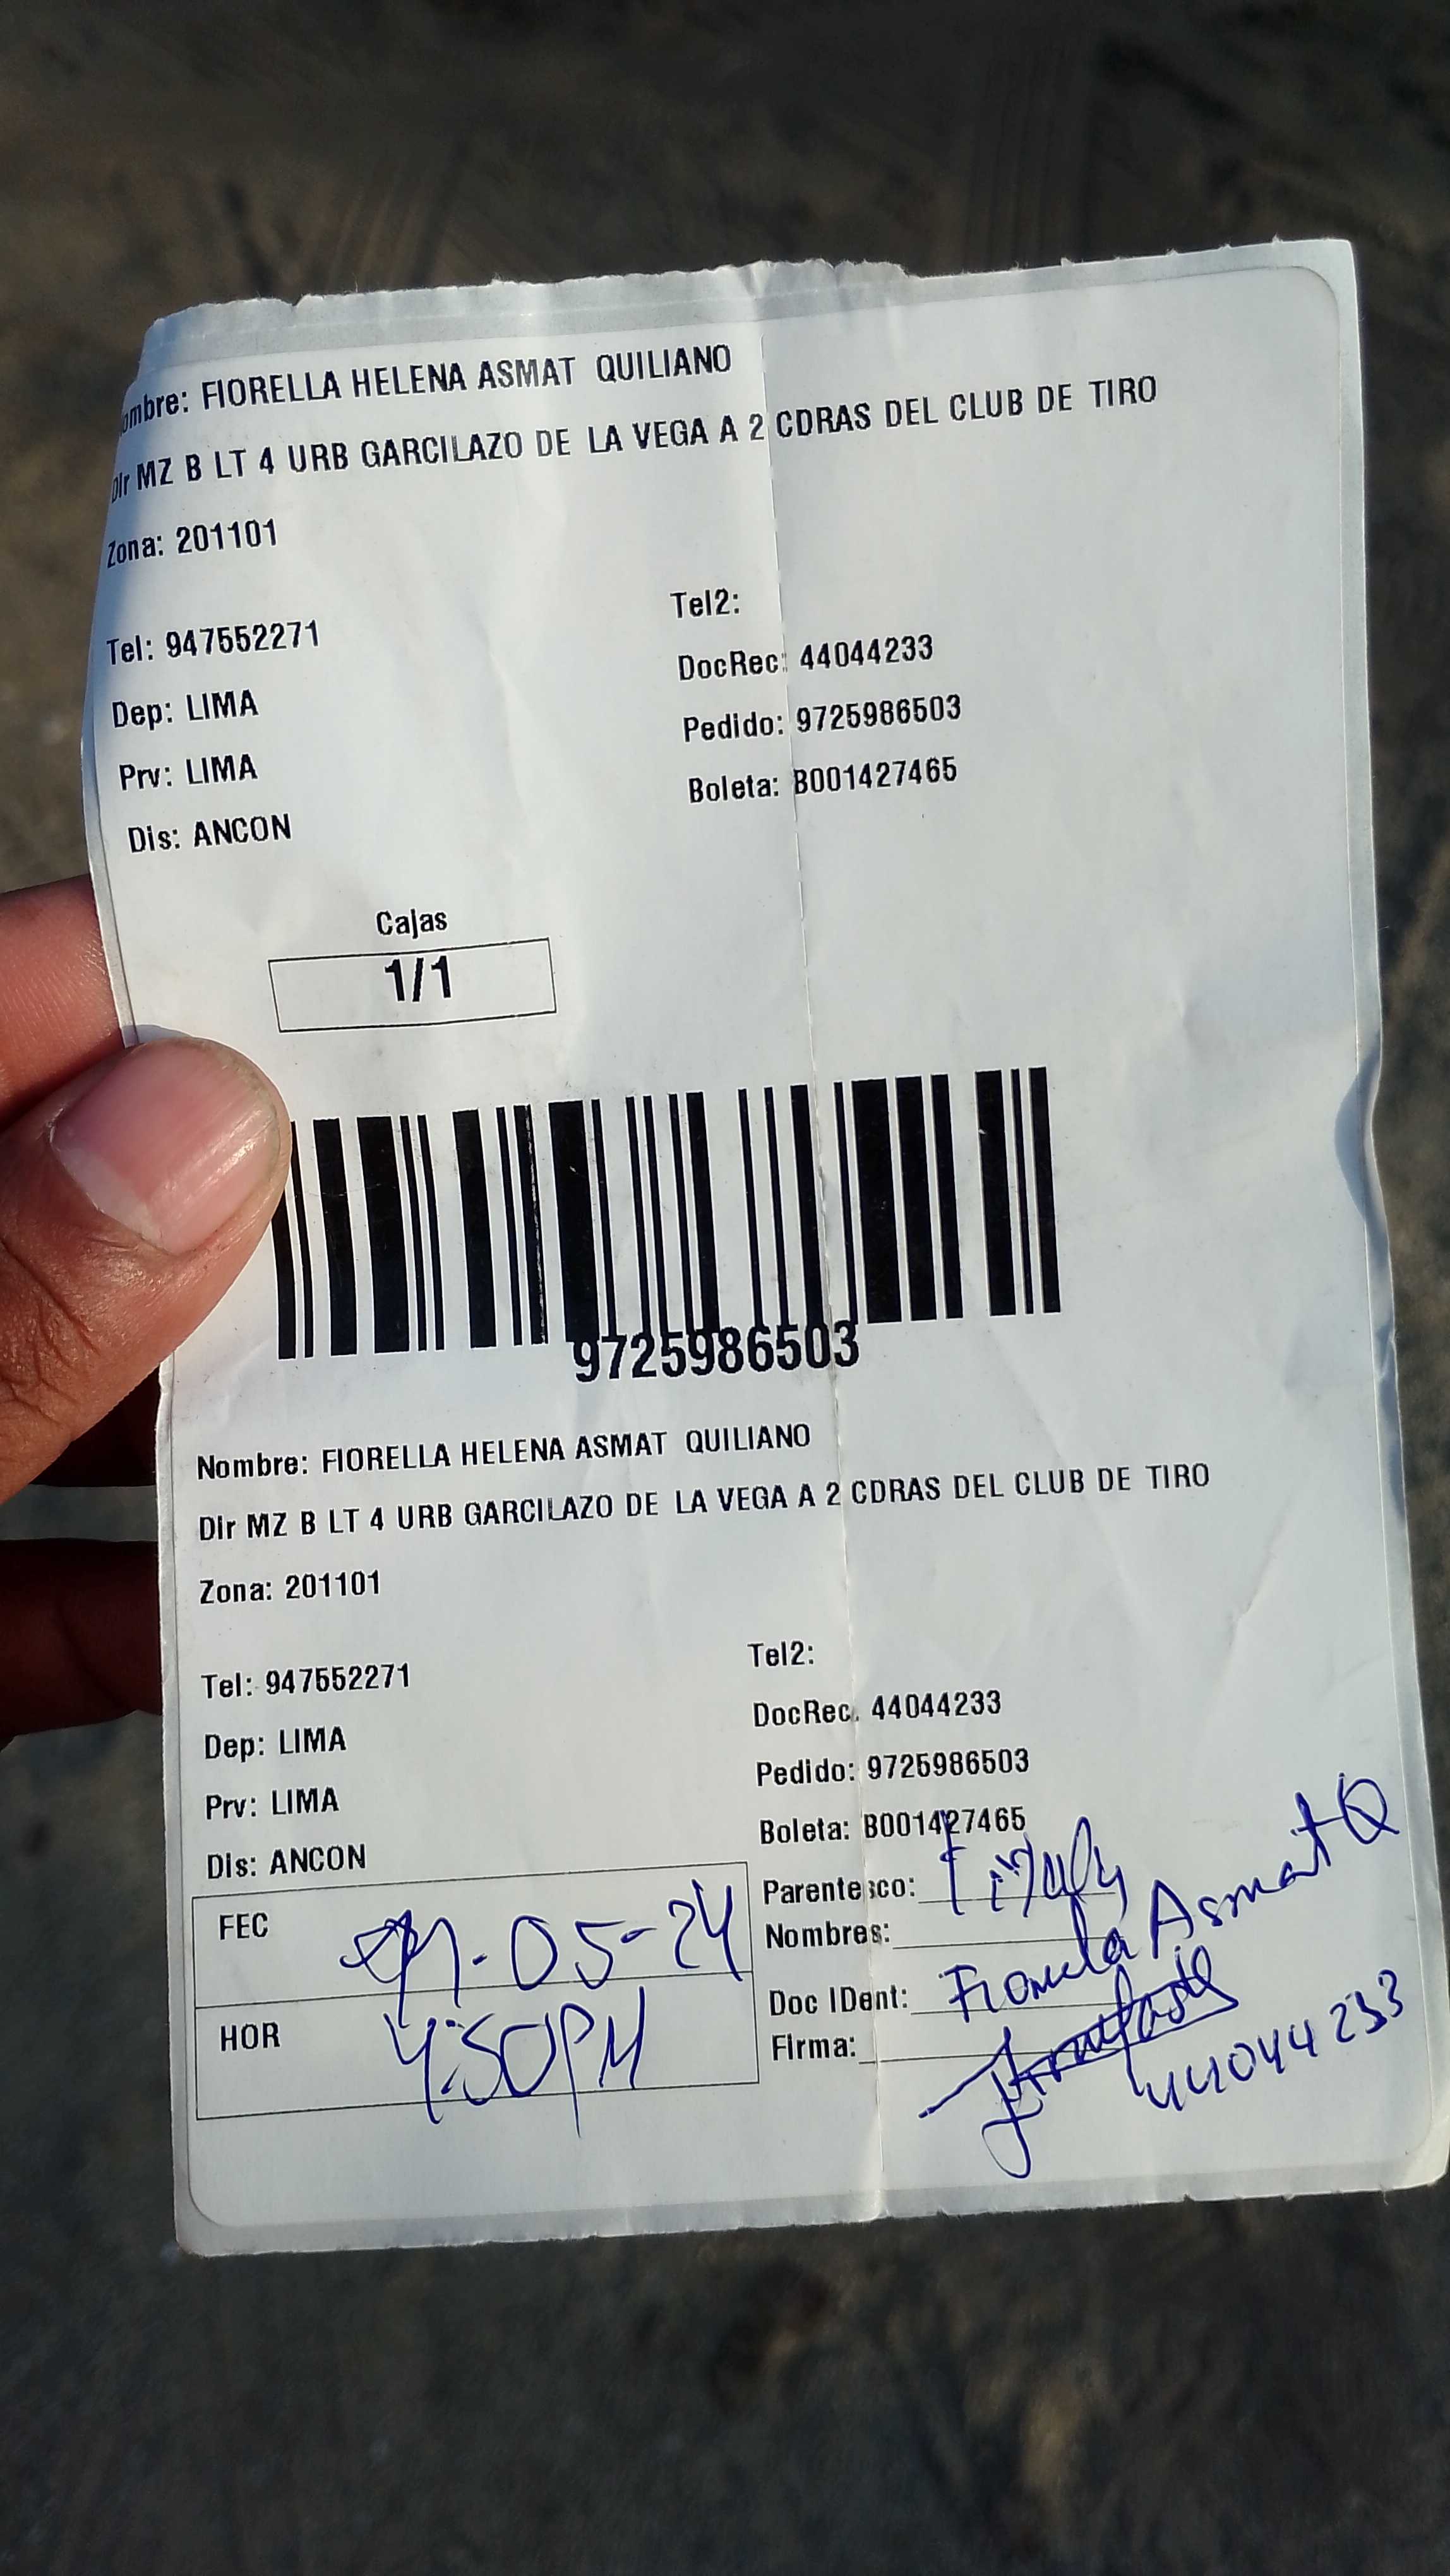 ombre: FIORELLA HELENA ASMAT QUILIANO
Dir MZ B LT 4 URB GARCILAZO DE LA VEGA A 2 CDRAS DEL CLUB DE TIRO
Zona: 201101
Tel: 947552271
Tel2:
Dep: LIMA
DocRec: 44044233
Prv: LIMA
Pedido: 9725986503
Dis: ANCON
Boleta: B001427465
Cajas
1/1
9725986503
Nombre: FIORELLA HELENA ASMAT QUILIANO
Dir MZ B LT 4 URB GARCILAZO DE LA VEGA A 2 CDRAS DEL CLUB DE TIRO
Zona: 201101
Tel: 947552271
Tel2:
Dep: LIMA
DocRec. 44044233
Prv: LIMA
Pedido: 9725986503
Dis: ANCON
Boleta: B001427465
FEC 05-24
HOR 4:50PM
Parentesco:
Nombres:
Doc IDent: Fiorella Asmat Q
Firma:
44044233